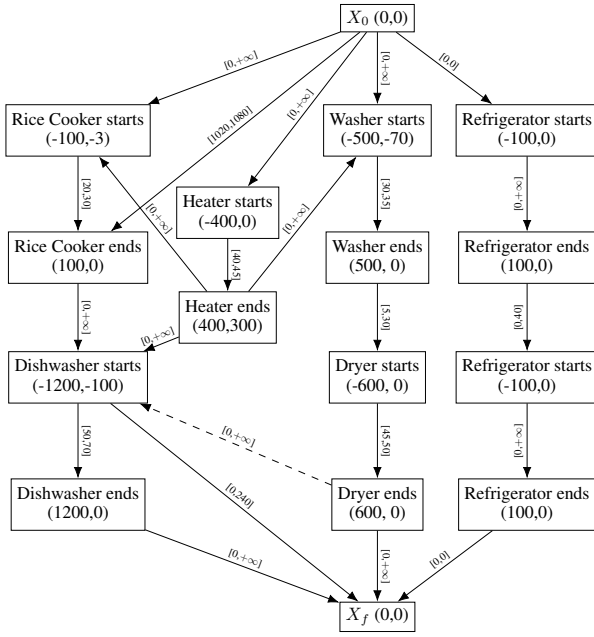 X₀ (0,0)
[0,+∞]
[1020,1080]
[0,+∞]
[0,+∞]
[0,0]
Rice Cooker starts
(-100,-3)
Washer starts
(-500,-70)
Refrigerator starts
(-100,0)
[20,30]
[0,+∞]
Heater starts
(-400,0)
[0,+∞]
[30,35]
[0,+∞]
Rice Cooker ends
(100,0)
[40,45]
Washer ends
(500, 0)
Refrigerator ends
(100,0)
[0,+∞]
Heater ends
(400,300)
[5,30]
[0,40]
[0,+∞]
Dishwasher starts
(-1200,-100)
Dryer starts
(-600, 0)
Refrigerator starts
(-100,0)
[50,70]
[0,+∞]
[45,50]
[0,+∞]
[0,240]
Dishwasher ends
(1200,0)
Dryer ends
(600, 0)
Refrigerator ends
(100,0)
[0,+∞]
[0,+∞]
[0,0]
X_f (0,0)